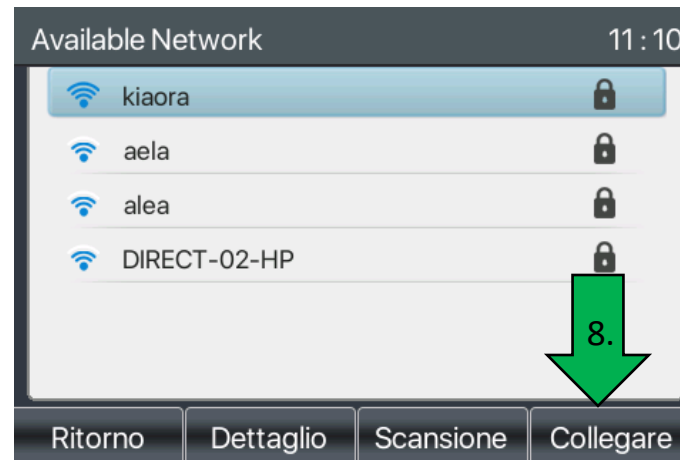 Available Network 11:10
kiaora
aela
alea
DIRECT-02-HP
8.
Ritorno Dettaglio Scansione Collegare